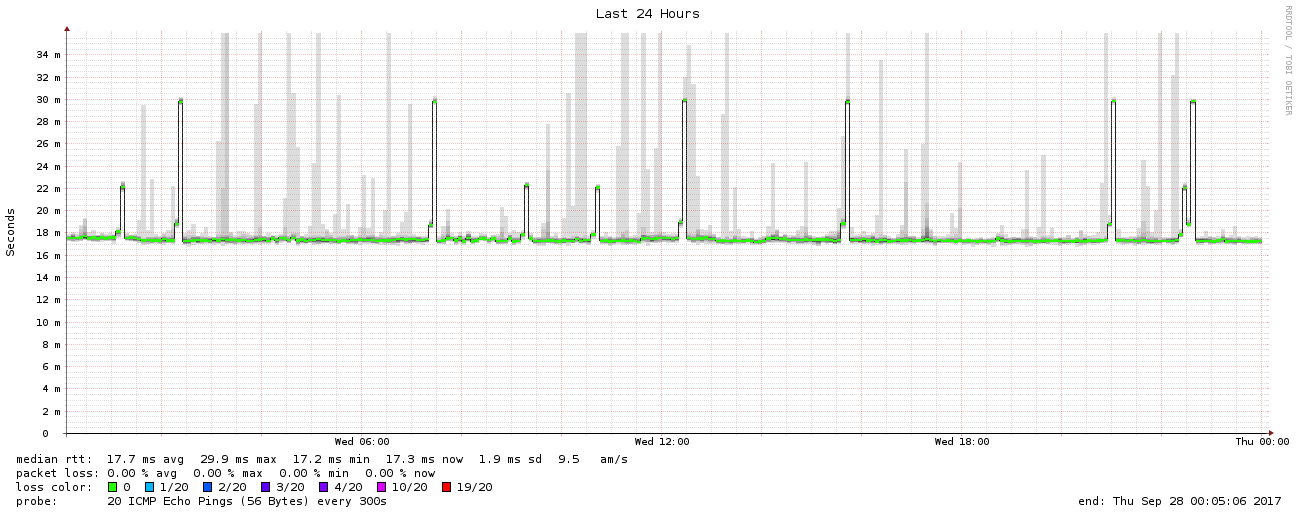 Last 24 Hours
RRDTOOL / TOBI OETIKER
Seconds
34 m
32 m
30 m
28 m
26 m
24 m
22 m
20 m
18 m
16 m
14 m
12 m
10 m
8 m
6 m
4 m
2 m
0
Wed 06:00 Wed 12:00 Wed 18:00 Thu 00:00
median rtt: 17.7 ms avg 29.9 ms max 17.2 ms min 17.3 ms now 1.9 ms sd 9.5 am/s
packet loss: 0.00 % avg 0.00 % max 0.00 % min 0.00 % now
loss color: 0 1/20 2/20 3/20 4/20 10/20 19/20
probe: 20 ICMP Echo Pings (56 Bytes) every 300s end: Thu Sep 28 00:05:06 2017